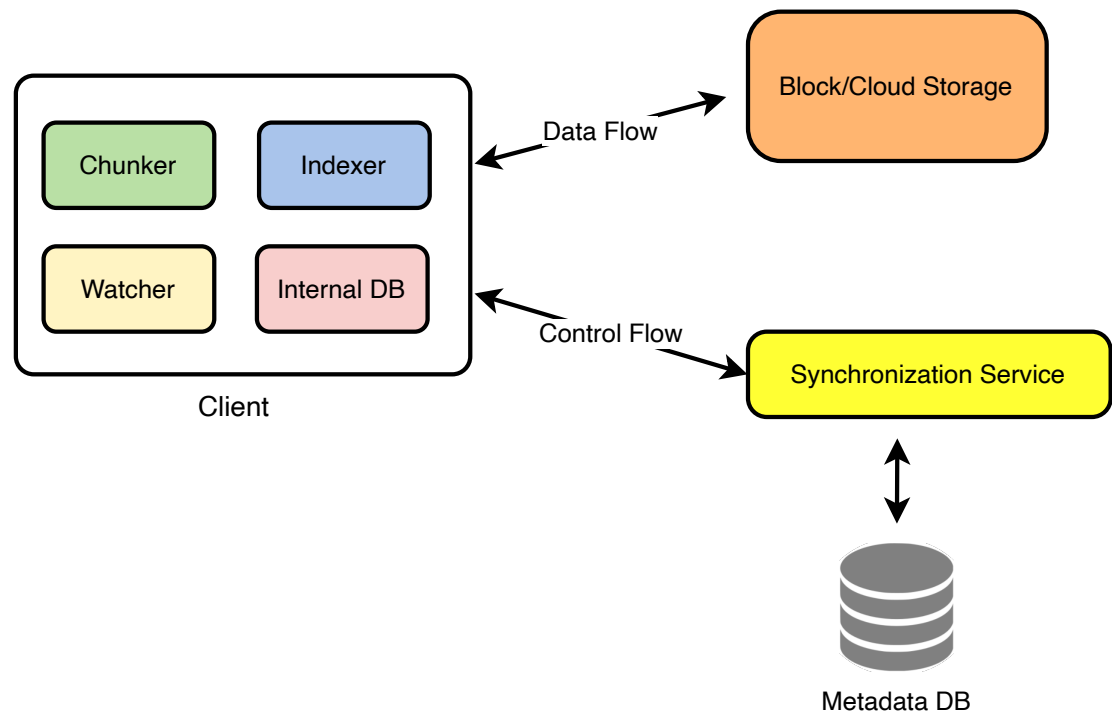 Block/Cloud Storage
Data Flow
Chunker
Indexer
Watcher
Internal DB
Control Flow
Synchronization Service
Client
Metadata DB